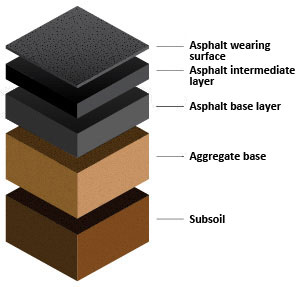 Asphalt wearing
surface
Asphalt intermediate
layer
Asphalt base layer
Aggregate base
Subsoil